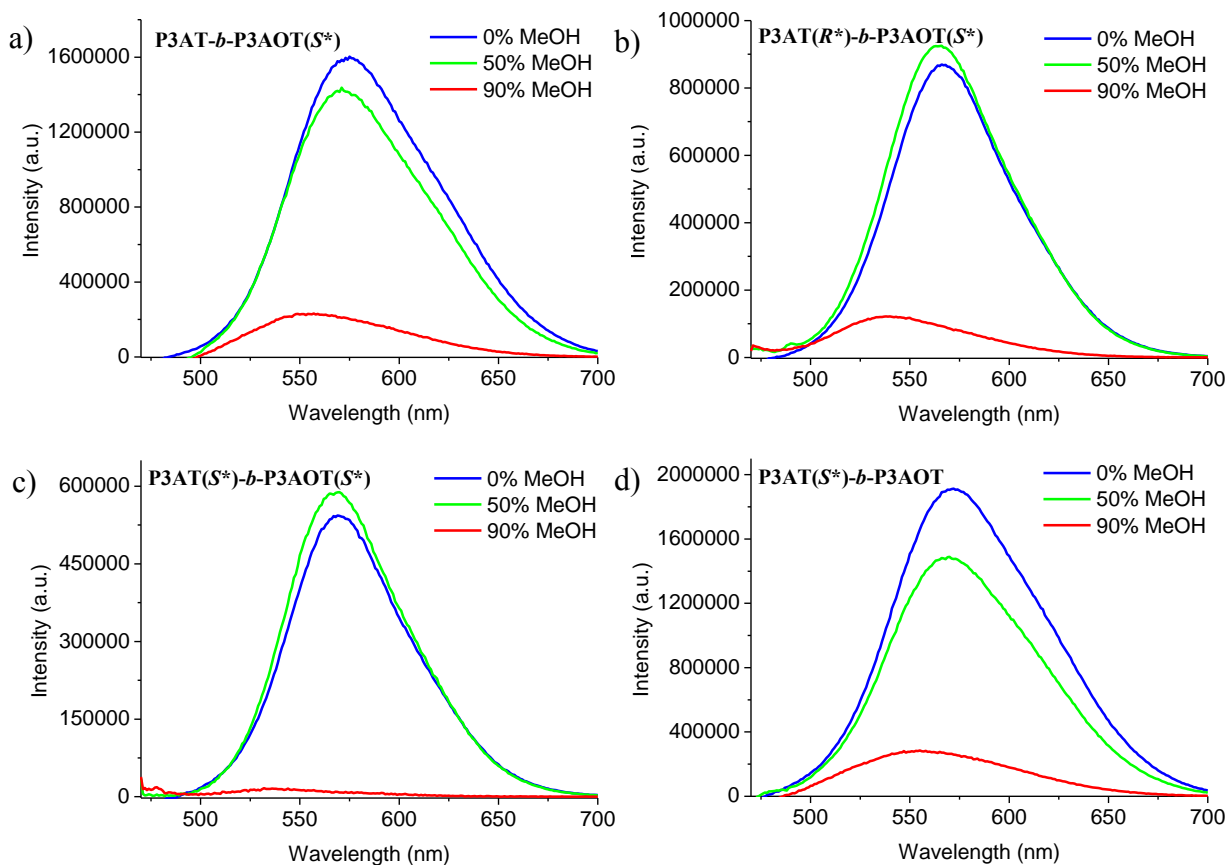 a)
P3AT-b-P3AOT(S*)
0% MeOH
50% MeOH
90% MeOH
1600000
1200000
800000
400000
0
Intensity (a.u.)
500 550 600 650 700
Wavelength (nm)
b)
P3AT(R*)-b-P3AOT(S*)
0% MeOH
50% MeOH
90% MeOH
1000000
800000
600000
400000
200000
0
Intensity (a.u.)
500 550 600 650 700
Wavelength (nm)
c)
P3AT(S*)-b-P3AOT(S*)
0% MeOH
50% MeOH
90% MeOH
600000
450000
300000
150000
0
Intensity (a.u.)
500 550 600 650 700
Wavelength (nm)
d)
P3AT(S*)-b-P3AOT
0% MeOH
50% MeOH
90% MeOH
2000000
1600000
1200000
800000
400000
0
Intensity (a.u.)
500 550 600 650 700
Wavelength (nm)